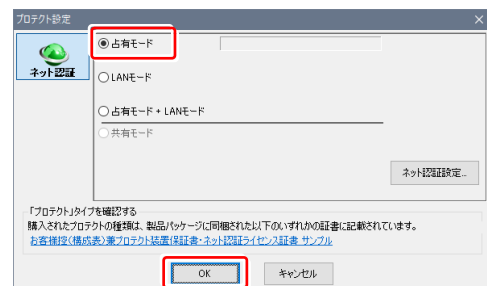 プロテクト設定
占有モード
ネット認証
LANモード
占有モード + LANモード
共有モード
ネット認証設定...
「プロテクト」タイプを確認する
購入されたプロテクトの種類は、製品パッケージに同梱された以下のいずれかの証書に記載されています。
お客様控(構成表)兼プロテクト装置保証書・ネット認証ライセンス証書 サンプル
OK
キャンセル